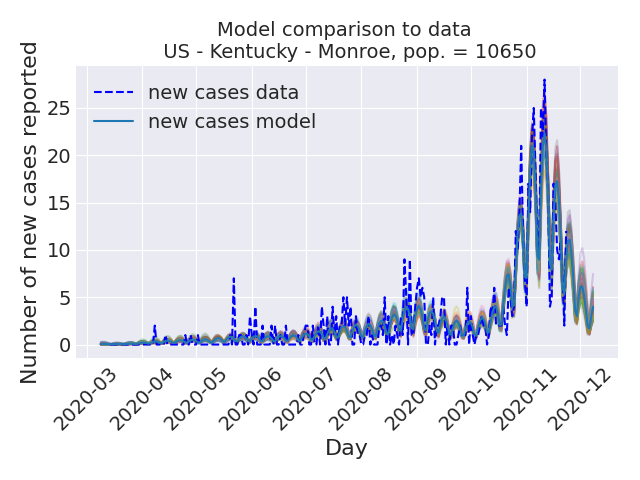 Model comparison to data
US - Kentucky - Monroe, pop. = 10650
Number of new cases reported
25
20
15
10
5
0
new cases data
new cases model
2020-03
2020-04
2020-05
2020-06
2020-07
2020-08
2020-09
2020-10
2020-11
2020-12
Day